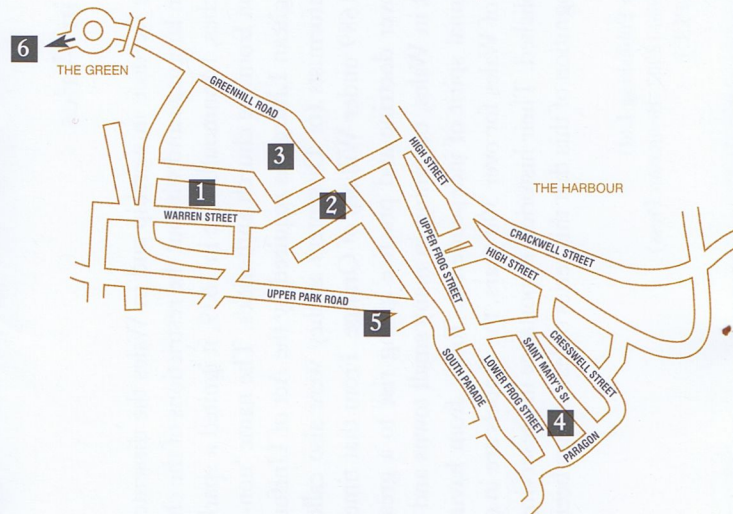 6
THE GREEN
GREENHILL ROAD
3
HIGH STREET
THE HARBOUR
1
2
WARREN STREET
UPPER FROG STREET
CRACKWELL STREET
HIGH STREET
UPPER PARK ROAD
5
SOUTH PARADE
LOWER FROG STREET
SAINT MARY'S St
CRESSWELL STREET
4
PARAGON